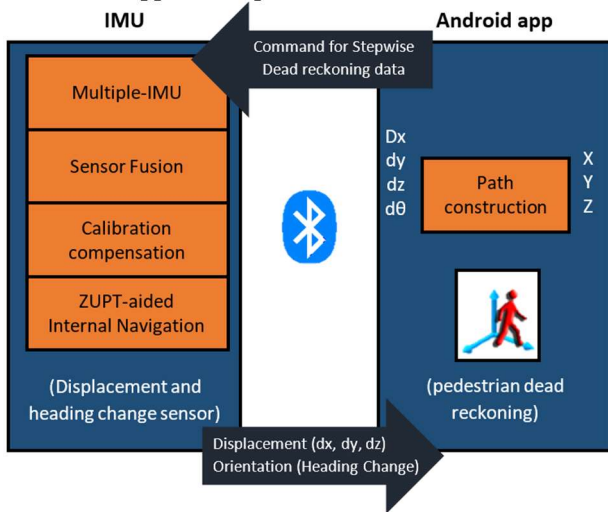 IMU
Android app
Command for Stepwise
Dead reckoning data
Multiple-IMU
Sensor Fusion
Calibration
compensation
ZUPT-aided
Internal Navigation
(Displacement and
heading change sensor)
Dx
dy
dz
dθ
Path
construction
X
Y
Z
(pedestrian dead
reckoning)
Displacement (dx, dy, dz)
Orientation (Heading Change)